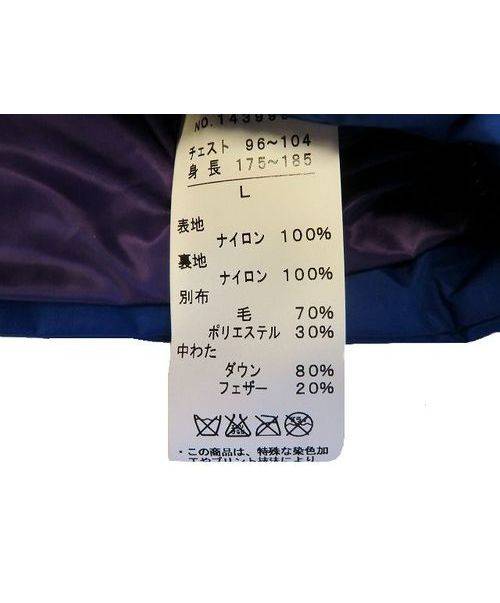 チェスト 96～104
身長 175～185
L
表地
ナイロン 100%
裏地
ナイロン 100%
別布
毛 70%
ポリエステル 30%
中わた
ダウン 80%
フェザー 20%
・この商品は、特殊な染色加